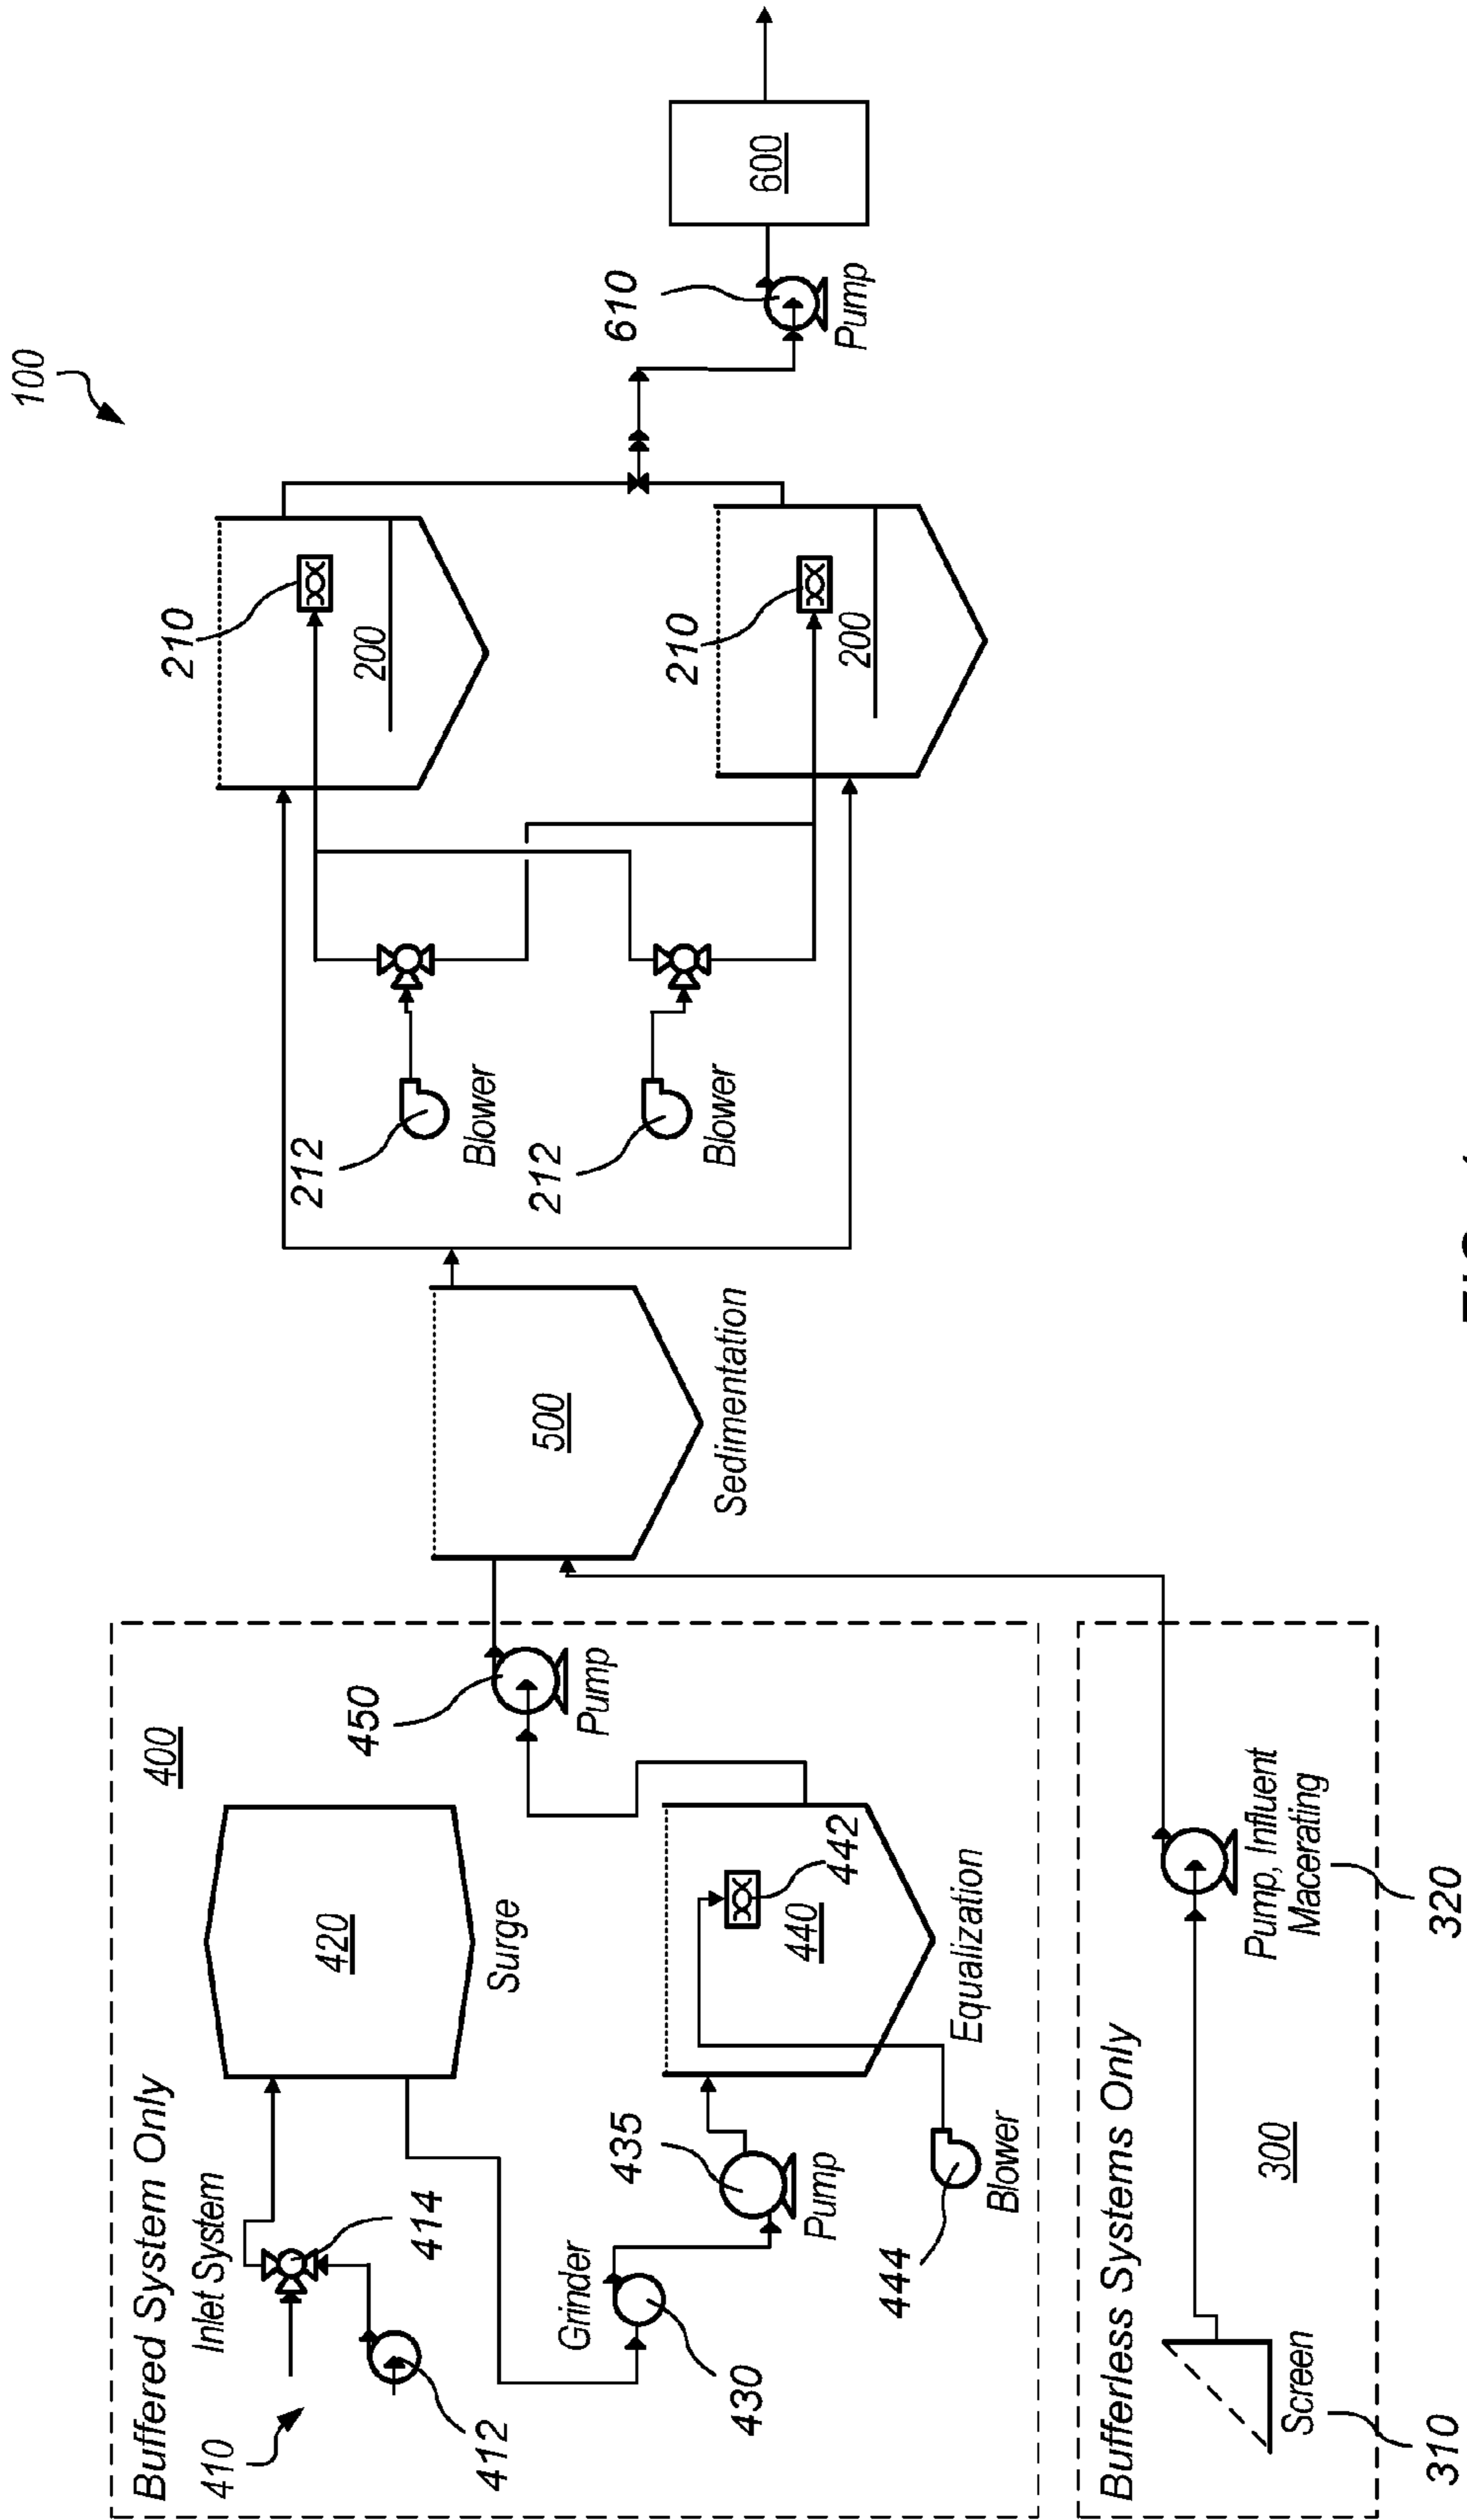 100
Buffered System Only
400
410
Inlet System
414
412
420
Surge
450
Pump
Grinder
430
435
Pump
440
442
Equalization
444
Blower
Bufferless Systems Only
300
310
Screen
Pump, Influent
Macerating
320
500
Sedimentation
212
Blower
212
Blower
210
200
210
200
610
Pump
600